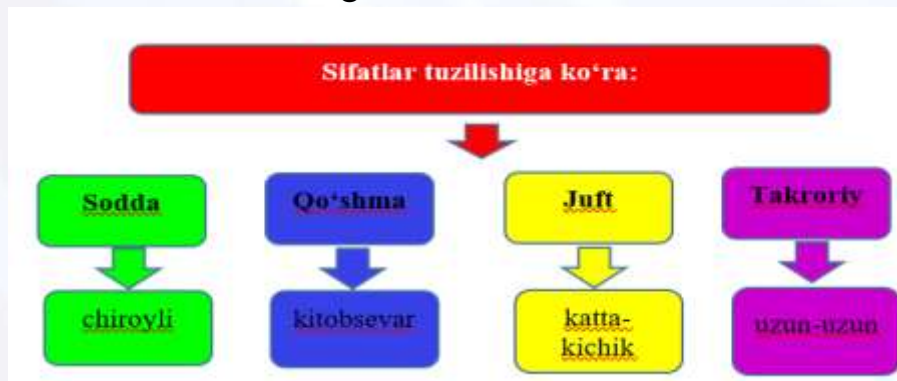 Sifatlar tuzilishiga ko‘ra:
Sodda
Qo‘shma
Juft
Takroriy
chiroyli
kitobsevar
katta-
kichik
uzun-uzun